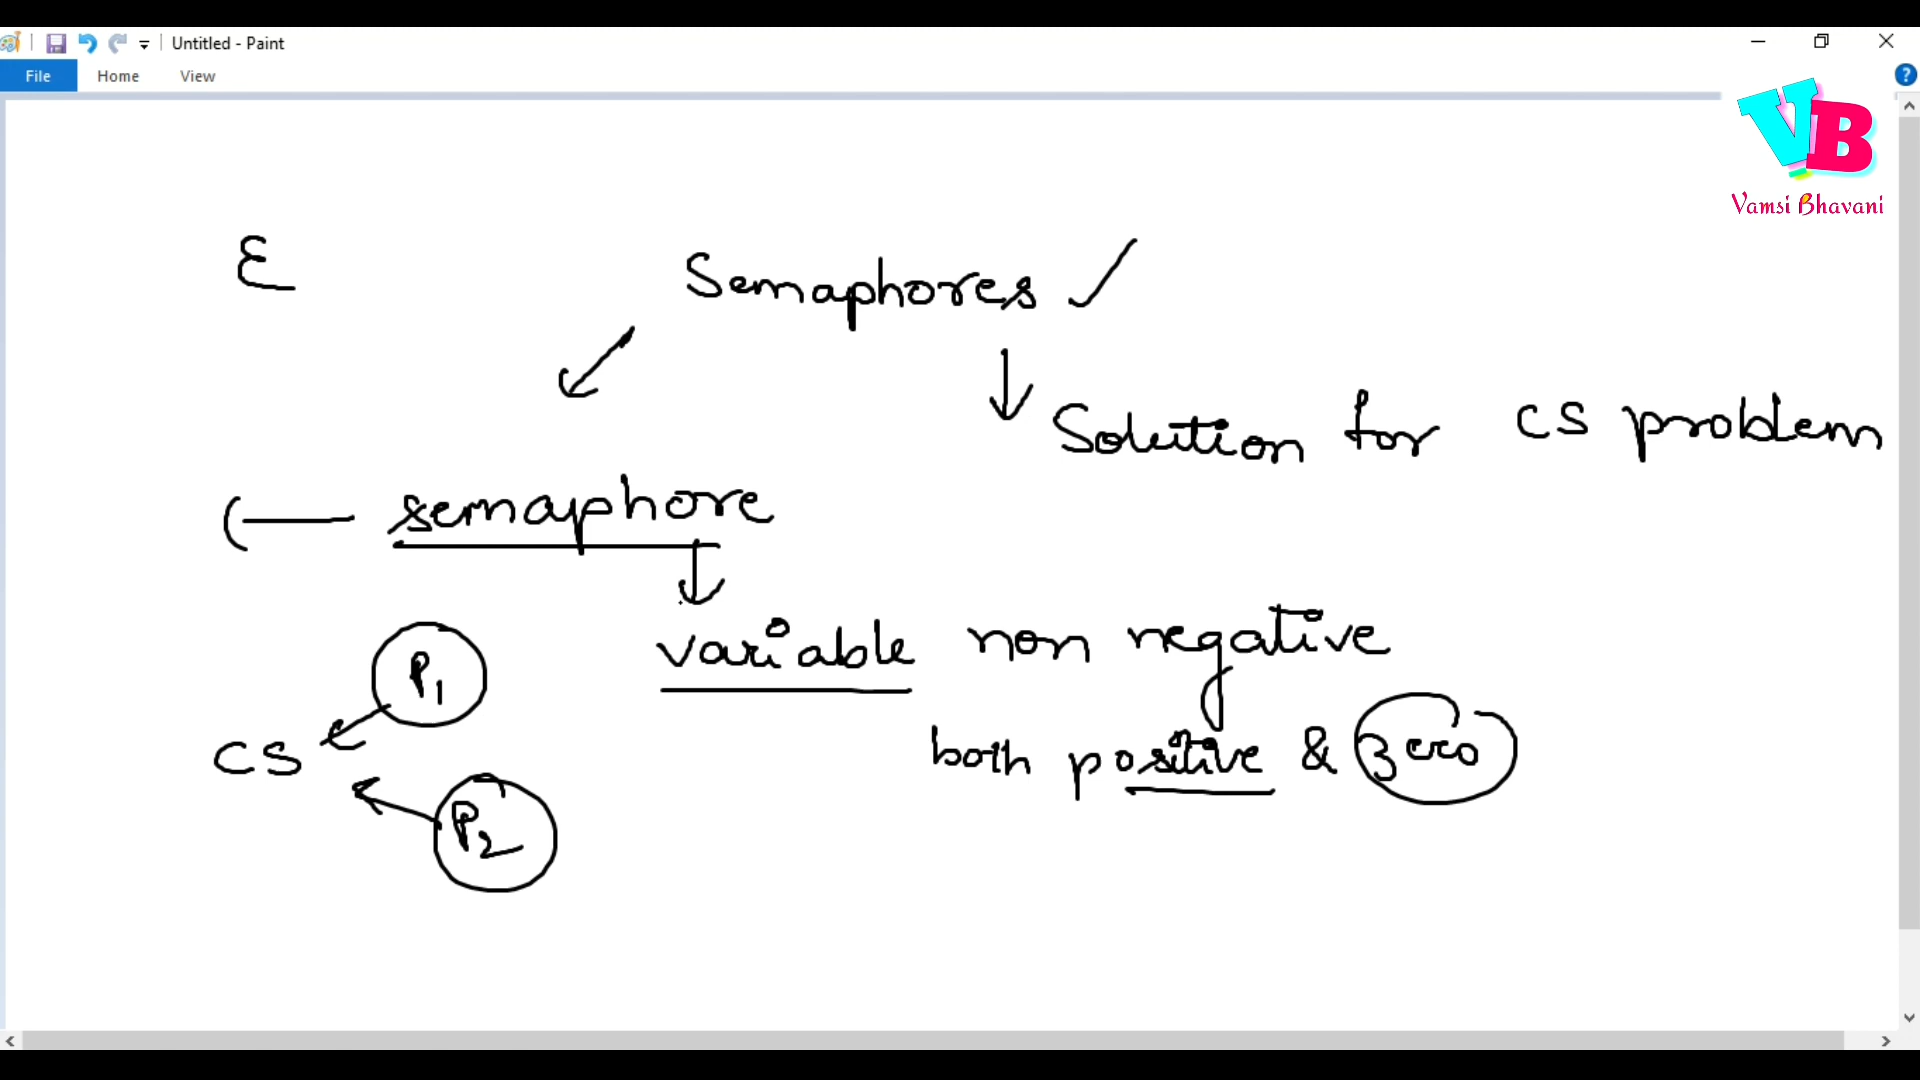 Untitled - Paint
File Home View
?
VB
Vamsi Bhavani
E
Semaphores ✓
Solution for CS problem
semaphore
variable non negative
P1
both positive & zero
CS
P2